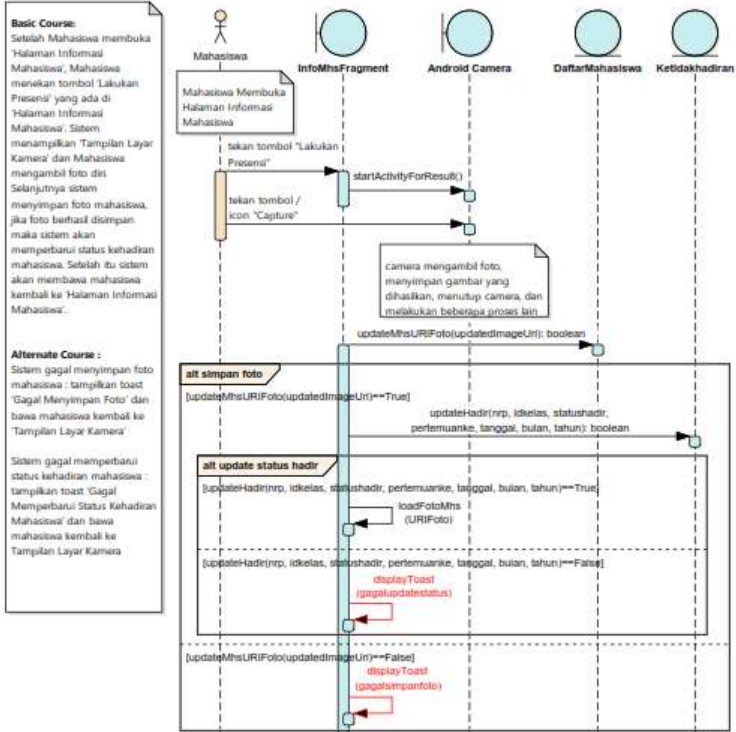 Basic Course:
Setelah Mahasiswa membuka
'Halaman Informasi
Mahasiswa', Mahasiswa
menekan tombol 'Lakukan
Presensi' yang ada di
'Halaman Informasi
Mahasiswa'. Sistem
menampilkan 'Tampilan Layar
Kamera' dan Mahasiswa
mengambil foto diri.
Selanjutnya sistem
menyimpan foto mahasiswa,
jika foto berhasil disimpan
maka sistem akan
memperbarui status kehadiran
mahasiswa. Setelah itu sistem
akan membawa mahasiswa
kembali ke 'Halaman Informasi
Mahasiswa'.
Alternate Course :
Sistem gagal menyimpan foto
mahasiswa : tampilkan toast
'Gagal Menyimpan Foto' dan
bawa mahasiswa kembali ke
'Tampilan Layar Kamera'
Sistem gagal memperbarui
status kehadiran mahasiswa :
tampilkan toast 'Gagal
Memperbarui Status Kehadiran
Mahasiswa' dan bawa
mahasiswa kembali ke
Tampilan Layar Kamera
Mahasiswa
InfoMhsFragment
Android Camera
DaftarMahasiswa
Ketidakhadiran
Mahasiswa Membuka
Halaman Informasi
Mahasiswa
tekan tombol "Lakukan
Presensi"
startActivityForResult()
tekan tombol /
icon "Capture"
camera mengambil foto,
menyimpan gambar yang
dihasilkan, menutup camera, dan
melakukan beberapa proses lain
updateMhsURIFoto(updatedImageUri): boolean
alt simpan foto
[updateMhsURIFoto(updatedImageUri)==True]
updateHadir(nrp, idkelas, statushadir,
pertemuanke, tanggal, bulan, tahun): boolean
alt update status hadir
[updateHadir(nrp, idkelas, statushadir, pertemuanke, tanggal, bulan, tahun)==True]
loadFotoMhs
(URIFoto)
[updateHadir(nrp, idkelas, statushadir, pertemuanke, tanggal, bulan, tahun)==False]
displayToast
(gagalupdatestatus)
[updateMhsURIFoto(updatedImageUri)==False]
displayToast
(gagalsimpanfoto)